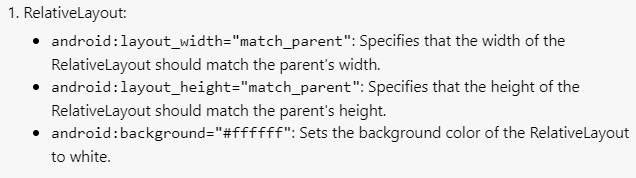 1. RelativeLayout:
• android:layout_width="match_parent": Specifies that the width of the
RelativeLayout should match the parent's width.
• android:layout_height="match_parent": Specifies that the height of the
RelativeLayout should match the parent's height.
• android:background="#ffffff": Sets the background color of the RelativeLayout
to white.